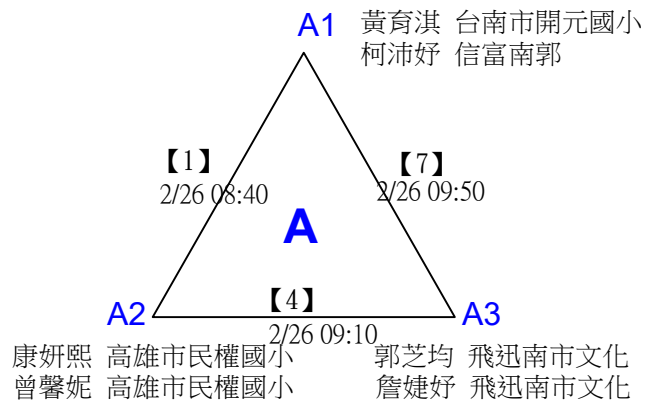 A1 黃育淇 台南市開元國小
柯沛妤 信富南郭
【1】
2/26 08:40
【7】
2/26 09:50
A
【4】
2/26 09:10
A2
A3
康妍熙 高雄市民權國小
曾馨妮 高雄市民權國小
郭芝均 飛迅南市文化
詹婕妤 飛迅南市文化